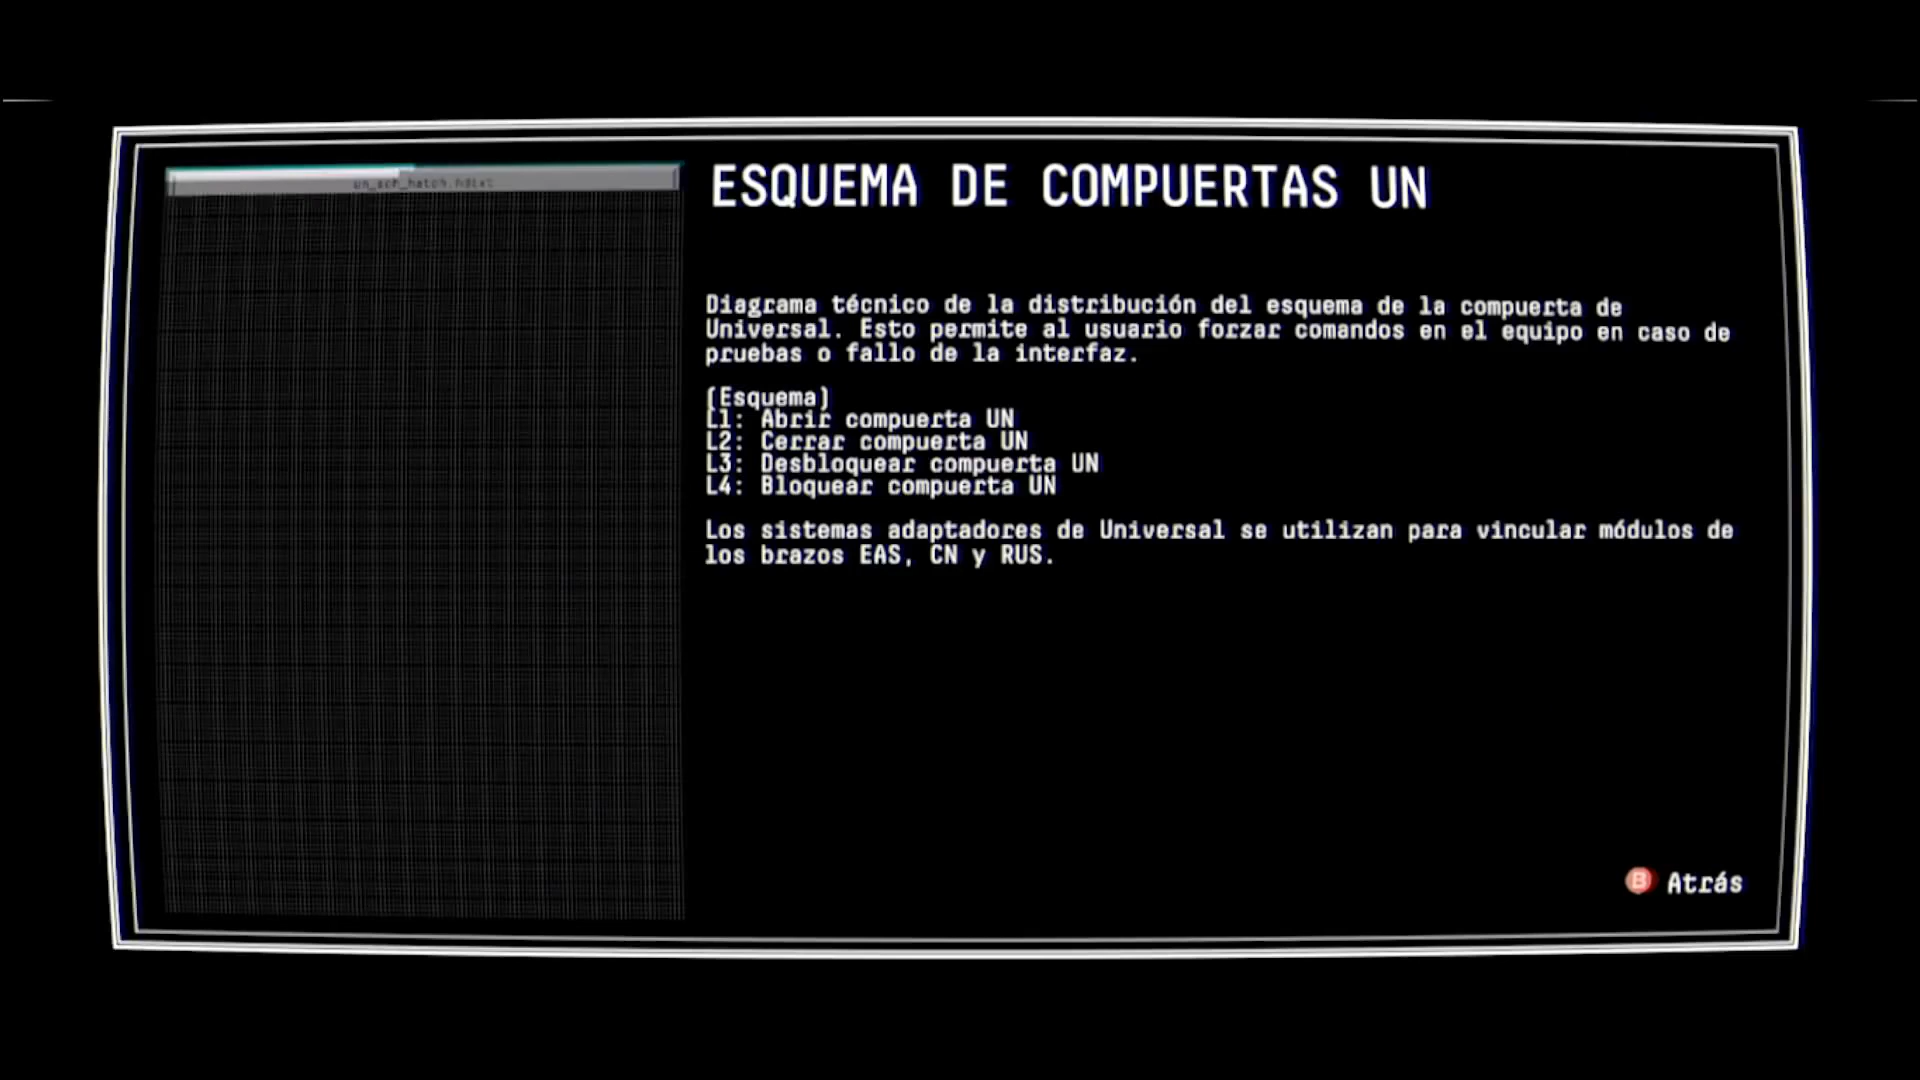 ESQUEMA DE COMPUERTAS UN
Diagrama técnico de la distribución del esquema de la compuerta de
Universal. Esto permite al usuario forzar comandos en el equipo en caso de
pruebas o fallo de la interfaz.
(Esquema)
L1: Abrir compuerta UN
L2: Cerrar compuerta UN
L3: Desbloquear compuerta UN
L4: Bloquear compuerta UN
Los sistemas adaptadores de Universal se utilizan para vincular módulos de
los brazos EAS, CN y RUS.
B Atrás